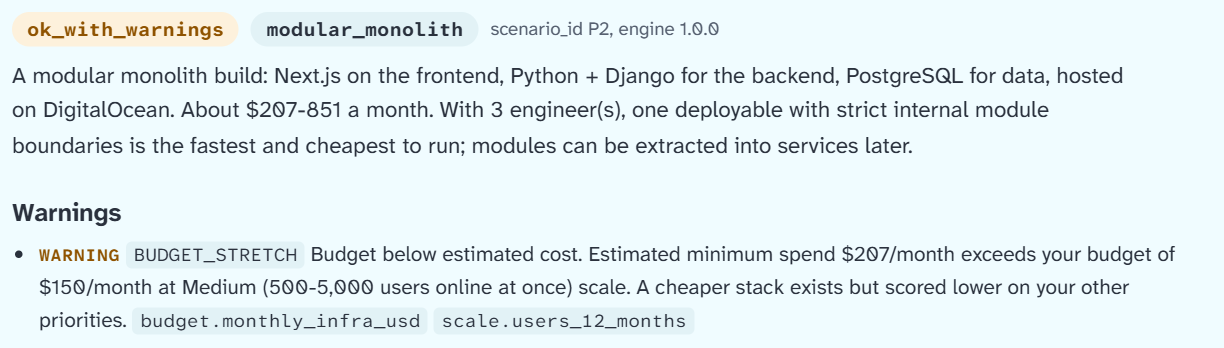 ok_with_warnings modular_monolith scenario_id P2, engine 1.0.0
A modular monolith build: Next.js on the frontend, Python + Django for the backend, PostgreSQL for data, hosted
on DigitalOcean. About $207-851 a month. With 3 engineer(s), one deployable with strict internal module
boundaries is the fastest and cheapest to run; modules can be extracted into services later.
Warnings
• WARNING BUDGET_STRETCH Budget below estimated cost. Estimated minimum spend $207/month exceeds your budget of
$150/month at Medium (500-5,000 users online at once) scale. A cheaper stack exists but scored lower on your other
priorities. budget.monthly_infra_usd scale.users_12_months